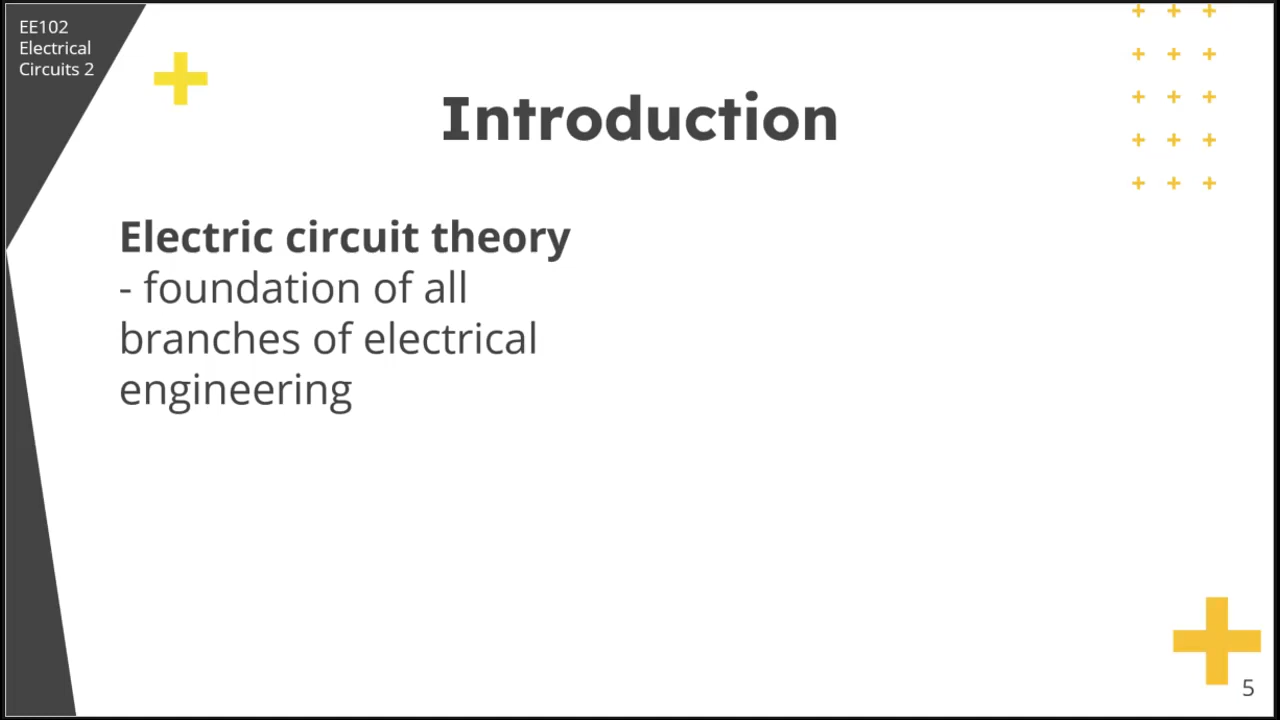 EE102
Electrical
Circuits 2
Introduction
Electric circuit theory
- foundation of all
branches of electrical
engineering
5